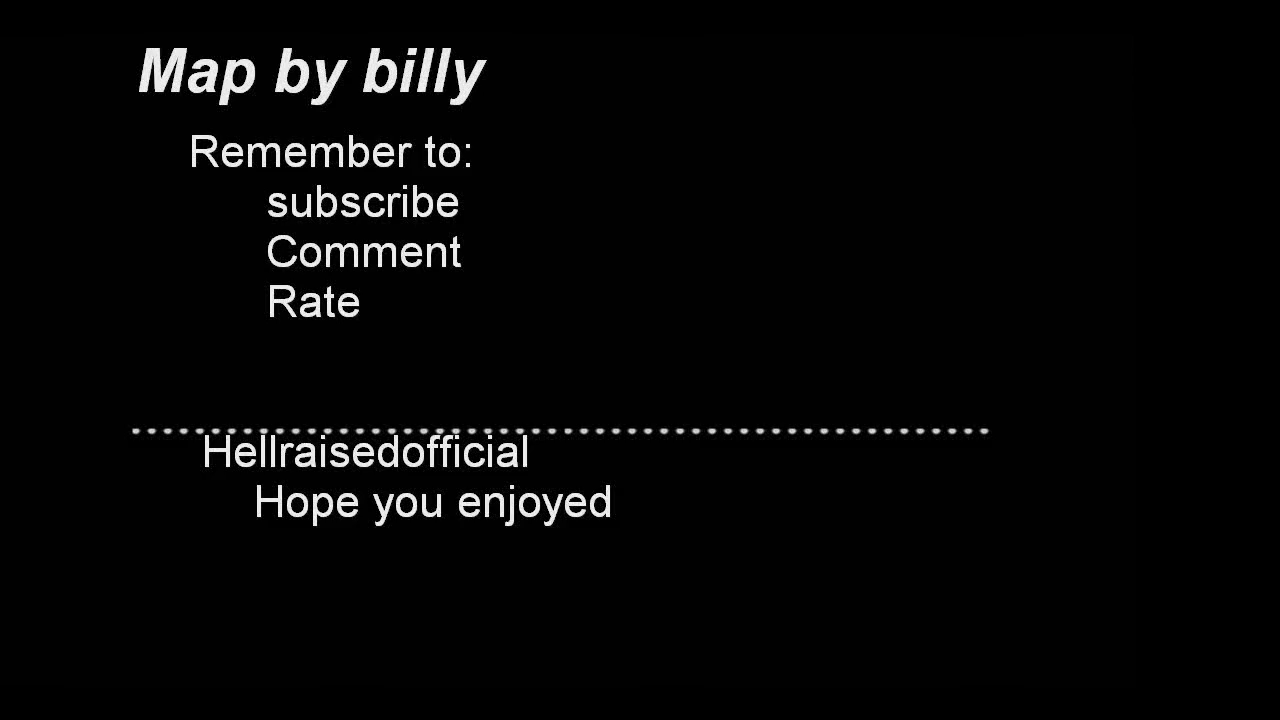 Map by billy
Remember to:
subscribe
Comment
Rate
Hellraisedofficial
Hope you enjoyed